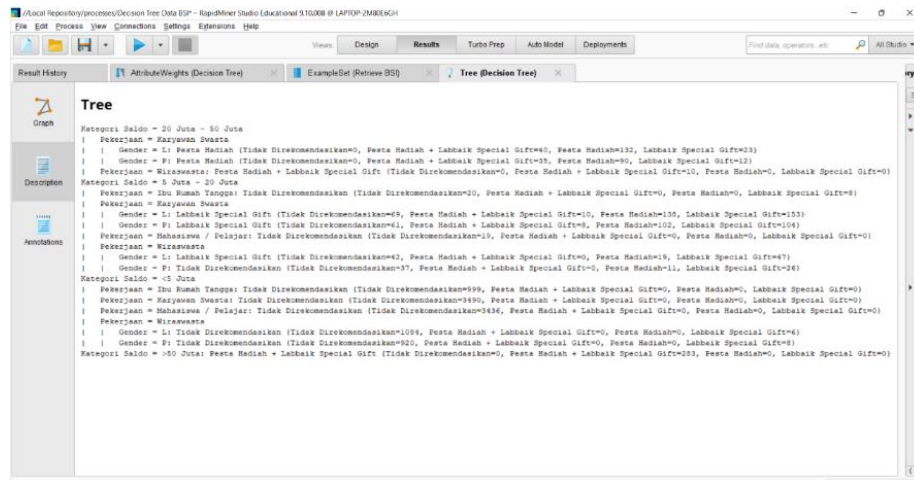 //Local Repository/processes/Decision Tree Data BSI* – RapidMiner Studio Educational 9.10.008 @ LAPTOP-2M80E6GH
File Edit Process View Connections Settings Extensions Help
Views: Design Results Turbo Prep Auto Model Deployments Find data, operators...etc All Studio
Result History AttributeWeights (Decision Tree) ExampleSet (Retrieve BSI) Tree (Decision Tree)
Graph
Description
Annotations
Tree
Kategori Saldo = 20 Juta - 50 Juta
| Pekerjaan = Karyawan Swasta
| | Gender = L: Pesta Hadiah {Tidak Direkomendasikan=0, Pesta Hadiah + Labbaik Special Gift=40, Pesta Hadiah=132, Labbaik Special Gift=23}
| | Gender = P: Pesta Hadiah {Tidak Direkomendasikan=0, Pesta Hadiah + Labbaik Special Gift=35, Pesta Hadiah=90, Labbaik Special Gift=12}
| Pekerjaan = Wiraswasta: Pesta Hadiah + Labbaik Special Gift {Tidak Direkomendasikan=0, Pesta Hadiah + Labbaik Special Gift=10, Pesta Hadiah=0, Labbaik Special Gift=0}
Kategori Saldo = 5 Juta - 20 Juta
| Pekerjaan = Ibu Rumah Tangga: Tidak Direkomendasikan {Tidak Direkomendasikan=20, Pesta Hadiah + Labbaik Special Gift=0, Pesta Hadiah=0, Labbaik Special Gift=8}
| Pekerjaan = Karyawan Swasta
| | Gender = L: Labbaik Special Gift {Tidak Direkomendasikan=69, Pesta Hadiah + Labbaik Special Gift=10, Pesta Hadiah=138, Labbaik Special Gift=153}
| | Gender = P: Labbaik Special Gift {Tidak Direkomendasikan=61, Pesta Hadiah + Labbaik Special Gift=8, Pesta Hadiah=102, Labbaik Special Gift=104}
| Pekerjaan = Mahasiswa / Pelajar: Tidak Direkomendasikan {Tidak Direkomendasikan=19, Pesta Hadiah + Labbaik Special Gift=0, Pesta Hadiah=0, Labbaik Special Gift=0}
| Pekerjaan = Wiraswasta
| | Gender = L: Labbaik Special Gift {Tidak Direkomendasikan=42, Pesta Hadiah + Labbaik Special Gift=0, Pesta Hadiah=19, Labbaik Special Gift=47}
| | Gender = P: Tidak Direkomendasikan {Tidak Direkomendasikan=37, Pesta Hadiah + Labbaik Special Gift=0, Pesta Hadiah=11, Labbaik Special Gift=26}
Kategori Saldo = <5 Juta
| Pekerjaan = Ibu Rumah Tangga: Tidak Direkomendasikan {Tidak Direkomendasikan=999, Pesta Hadiah + Labbaik Special Gift=0, Pesta Hadiah=0, Labbaik Special Gift=0}
| Pekerjaan = Karyawan Swasta: Tidak Direkomendasikan {Tidak Direkomendasikan=3490, Pesta Hadiah + Labbaik Special Gift=0, Pesta Hadiah=0, Labbaik Special Gift=0}
| Pekerjaan = Mahasiswa / Pelajar: Tidak Direkomendasikan {Tidak Direkomendasikan=3436, Pesta Hadiah + Labbaik Special Gift=0, Pesta Hadiah=0, Labbaik Special Gift=0}
| Pekerjaan = Wiraswasta
| | Gender = L: Tidak Direkomendasikan {Tidak Direkomendasikan=1084, Pesta Hadiah + Labbaik Special Gift=0, Pesta Hadiah=0, Labbaik Special Gift=6}
| | Gender = P: Tidak Direkomendasikan {Tidak Direkomendasikan=920, Pesta Hadiah + Labbaik Special Gift=0, Pesta Hadiah=0, Labbaik Special Gift=8}
Kategori Saldo = >50 Juta: Pesta Hadiah + Labbaik Special Gift {Tidak Direkomendasikan=0, Pesta Hadiah + Labbaik Special Gift=283, Pesta Hadiah=0, Labbaik Special Gift=0}